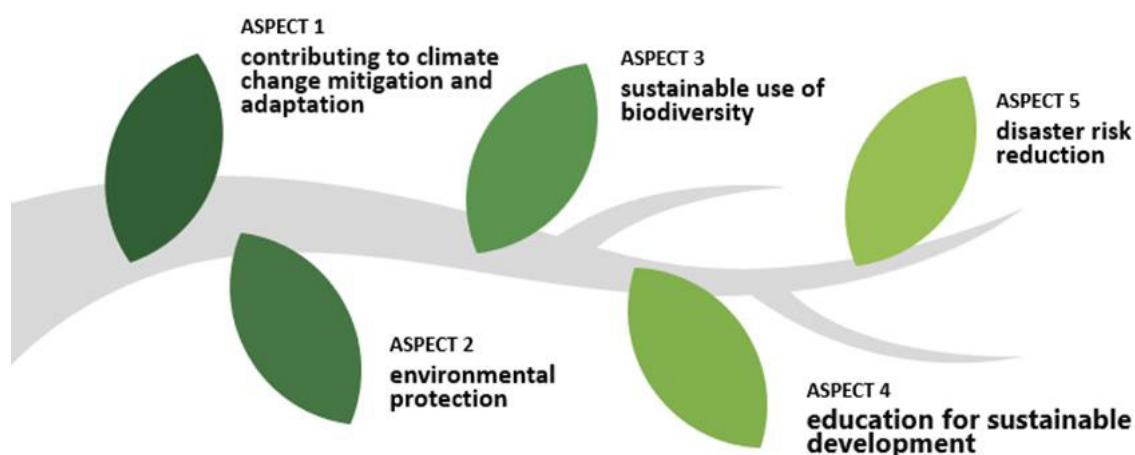 ASPECT 1
contributing to climate
change mitigation and
adaptation
ASPECT 2
environmental
protection
ASPECT 3
sustainable use of
biodiversity
ASPECT 4
education for sustainable
development
ASPECT 5
disaster risk
reduction